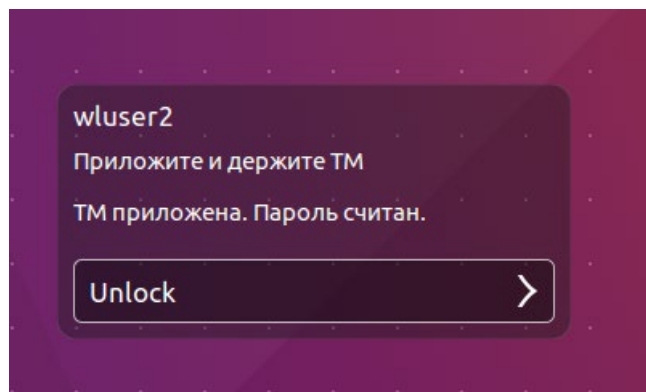 wluser2
Приложите и держите ТМ
ТМ приложена. Пароль считан.
Unlock